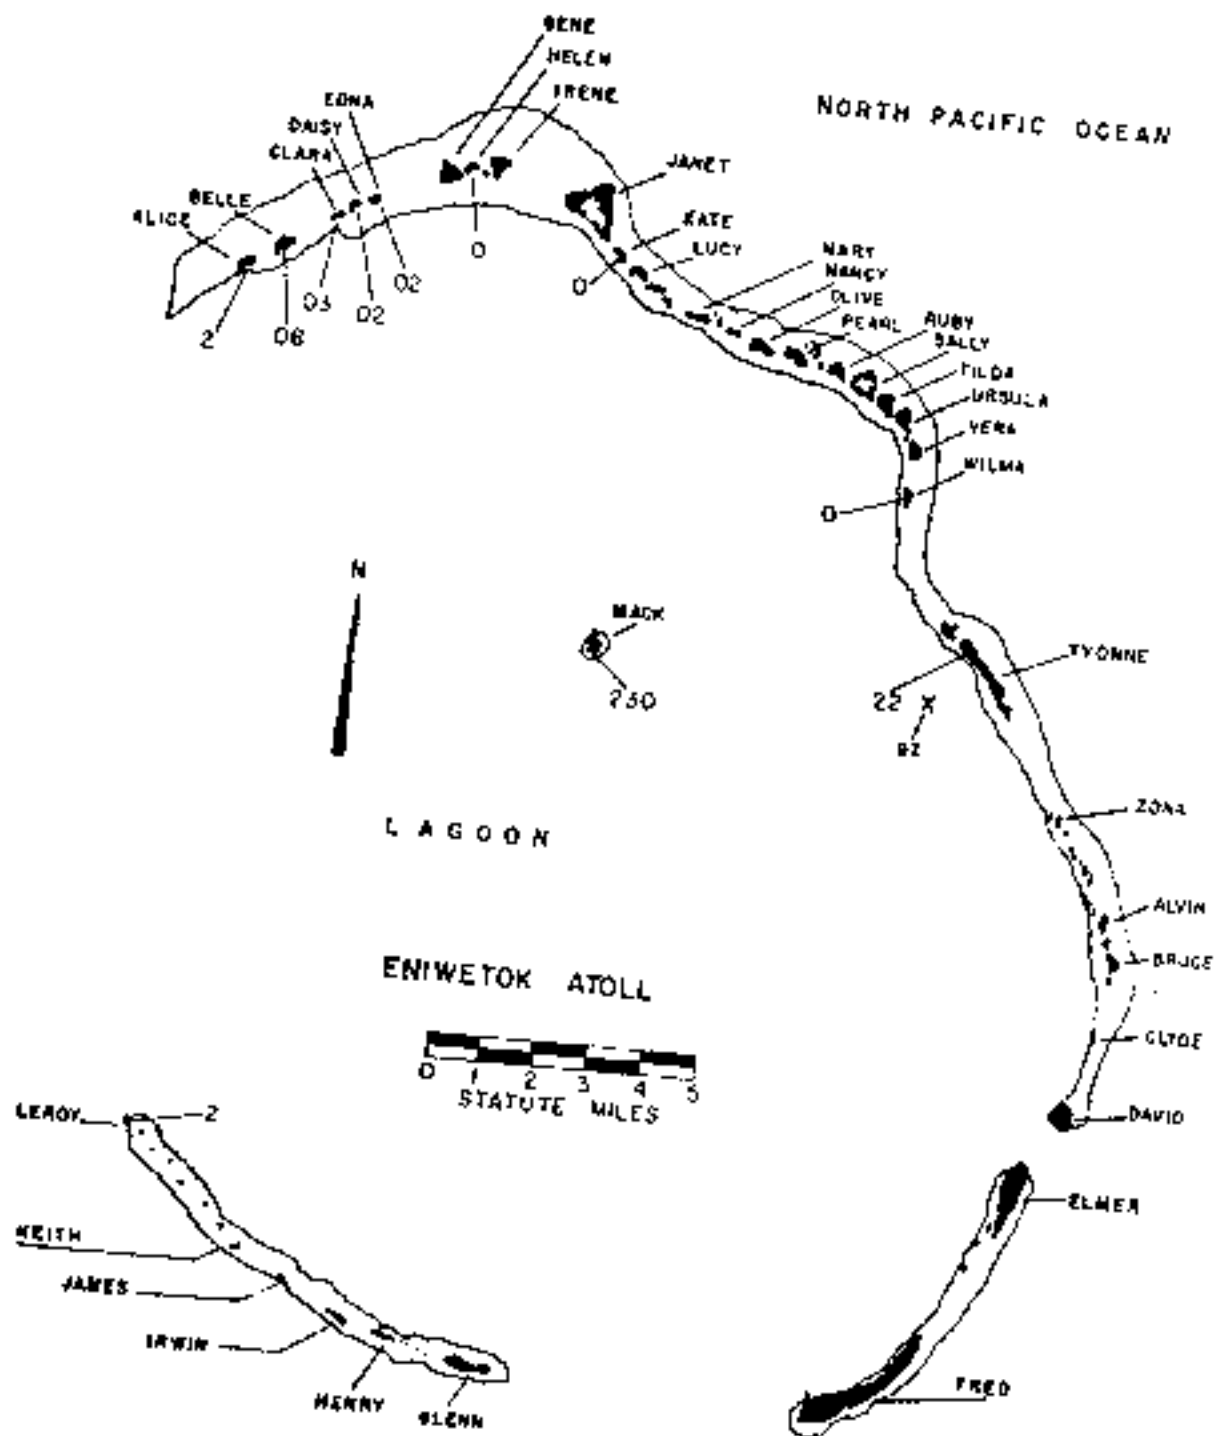 GENE
HELEN
IRENE
EDNA
DAISY
CLARA
BELLE
ALICE
NORTH PACIFIC OCEAN
JANET
KATE
LUCY
MARY
NANCY
OLIVE
PEARL
RUBY
SALLY
TILDA
URSULA
VERA
WILMA
0
0
0
02
02
03
06
2
N
MACK
230
YVONNE
22 X
GZ
LAGOON
ZONA
ALVIN
BRUCE
CLYDE
DAVID
ENIWETOK ATOLL
0 1 2 3 4 5
STATUTE MILES
LEROY
2
KEITH
JAMES
IRWIN
HENRY
GLENN
ELMER
FRED